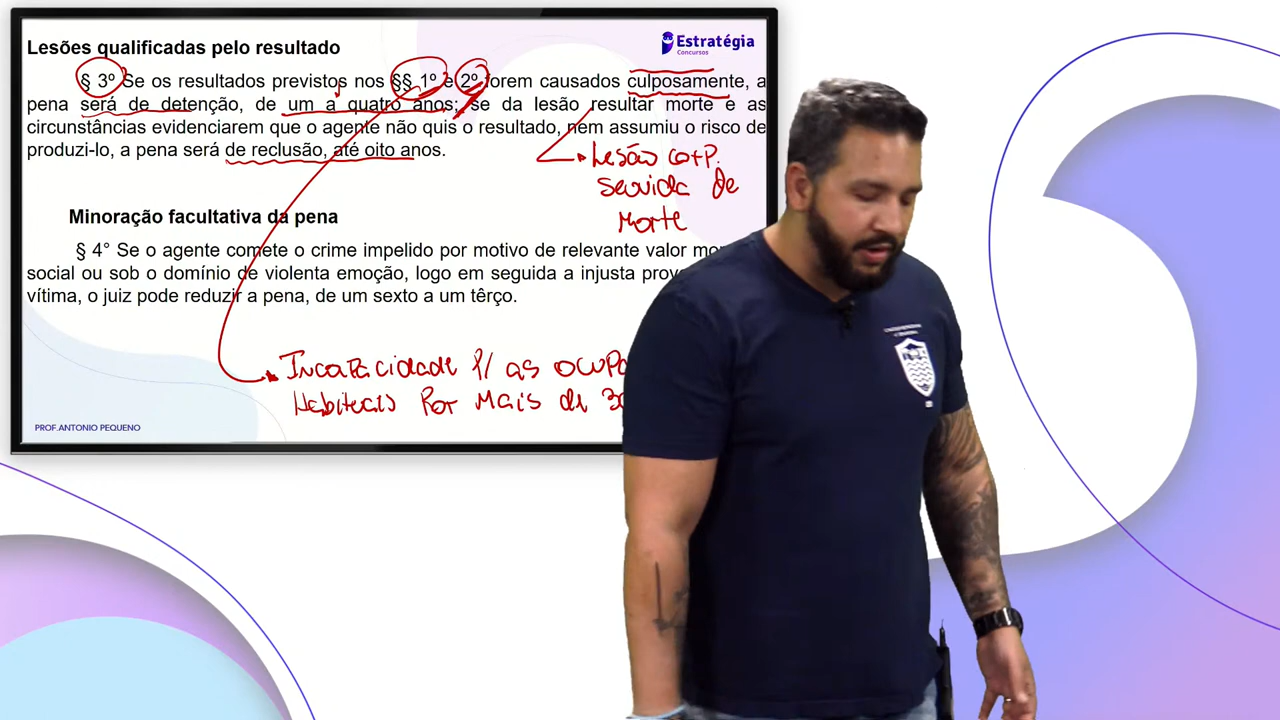 Lesões qualificadas pelo resultado
Estratégia
Concursos
§ 3º Se os resultados previstos nos §§ 1º e 2º forem causados culposamente, a
pena será de detenção, de um a quatro anos; se da lesão resultar morte e as
circunstâncias evidenciarem que o agente não quis o resultado, nem assumiu o risco de
produzi-lo, a pena será de reclusão, até oito anos.
Lesão corp.
seguida de
morte
Minoração facultativa da pena
§ 4° Se o agente comete o crime impelido por motivo de relevante valor mo
social ou sob o domínio de violenta emoção, logo em seguida a injusta prov
vítima, o juiz pode reduzir a pena, de um sexto a um têrço.
Incapacidade p/ as ocupa
Habituais por mais de 30
PROF.ANTONIO PEQUENO